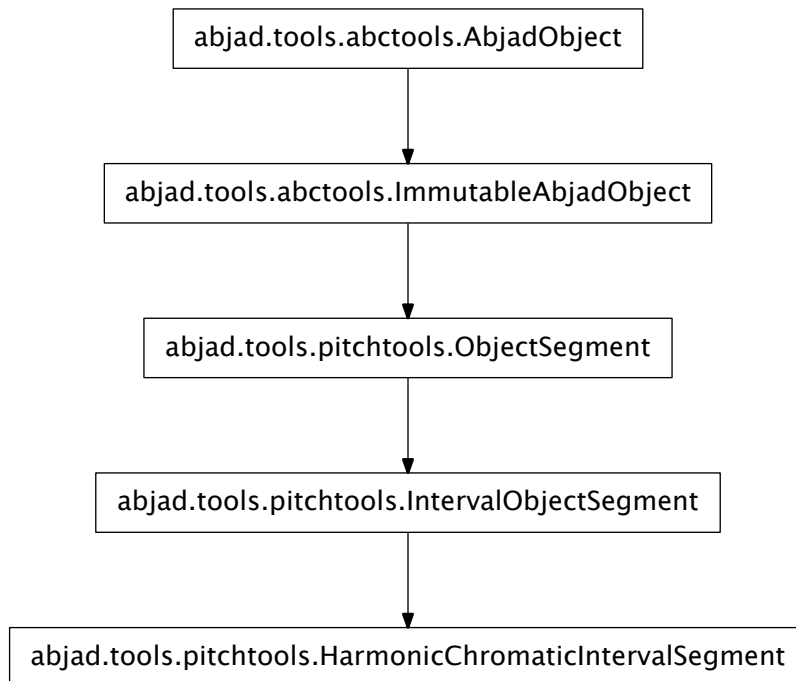 abjad.tools.abctools.AbjadObject
abjad.tools.abctools.ImmutableAbjadObject
abjad.tools.pitchtools.ObjectSegment
abjad.tools.pitchtools.IntervalObjectSegment
abjad.tools.pitchtools.HarmonicChromaticIntervalSegment